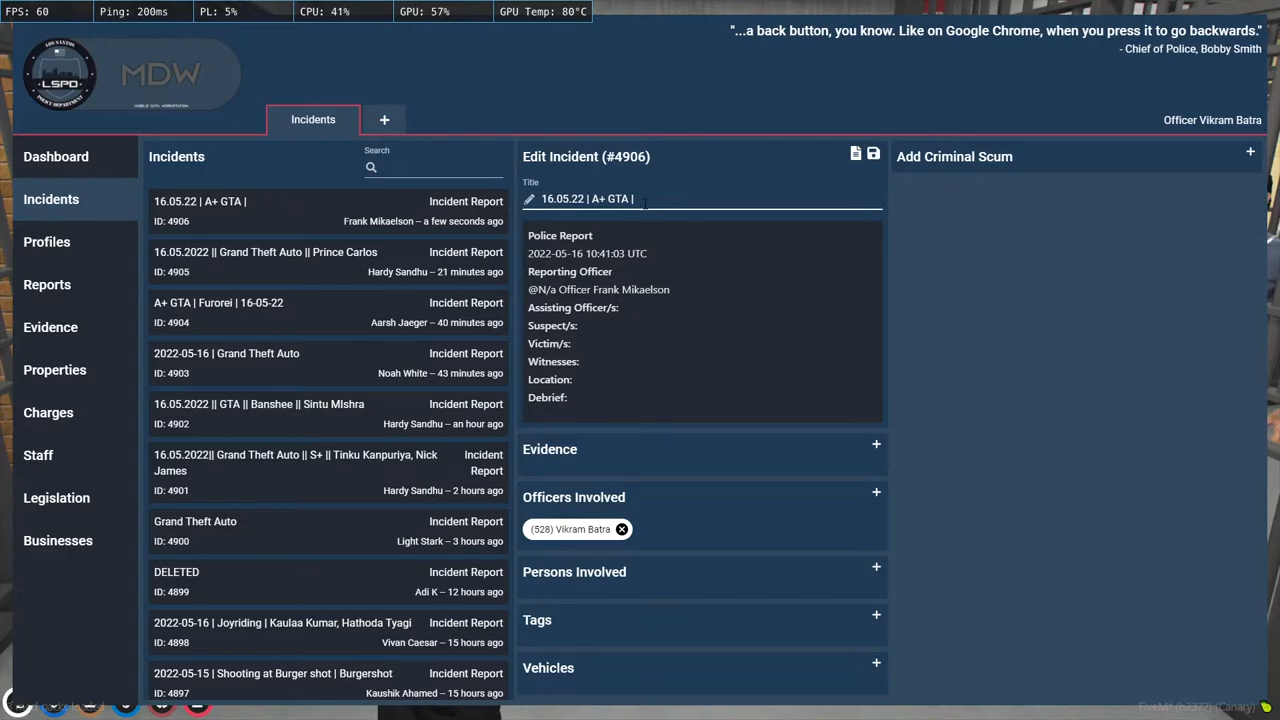 FPS: 60 Ping: 200ms PL: 5% CPU: 41% GPU: 57% GPU Temp: 80°C
"...a back button, you know. Like on Google Chrome, when you press it to go backwards."
- Chief of Police, Bobby Smith
LOS SANTOS
LSPD
POLICE DEPARTMENT
MDW
MOBILE DATA WORKSTATION
Incidents
+
Officer Vikram Batra
Dashboard
Incidents
Profiles
Reports
Evidence
Properties
Charges
Staff
Legislation
Businesses
Incidents
Search
16.05.22 | A+ GTA | Incident Report
ID: 4906 Frank Mikaelson – a few seconds ago
16.05.2022 || Grand Theft Auto || Prince Carlos Incident Report
ID: 4905 Hardy Sandhu – 21 minutes ago
A+ GTA | Furorei | 16-05-22 Incident Report
ID: 4904 Aarsh Jaeger – 40 minutes ago
2022-05-16 | Grand Theft Auto Incident Report
ID: 4903 Noah White – 43 minutes ago
16.05.2022 || GTA || Banshee || Sintu MIshra Incident Report
ID: 4902 Hardy Sandhu – an hour ago
16.05.2022|| Grand Theft Auto || S+ || Tinku Kanpuriya, Nick Incident
James Report
ID: 4901 Hardy Sandhu – 2 hours ago
Grand Theft Auto Incident Report
ID: 4900 Light Stark – 3 hours ago
DELETED Incident Report
ID: 4899 Adi K – 12 hours ago
2022-05-16 | Joyriding | Kaulaa Kumar, Hathoda Tyagi Incident Report
ID: 4898 Vivan Caesar – 15 hours ago
2022-05-15 | Shooting at Burger shot | Burgershot Incident Report
ID: 4897 Kaushik Ahamed – 15 hours ago
Edit Incident (#4906)
Title
16.05.22 | A+ GTA |
Police Report
2022-05-16 10:41:03 UTC
Reporting Officer
@N/a Officer Frank Mikaelson
Assisting Officer/s:
Suspect/s:
Victim/s:
Witnesses:
Location:
Debrief:
Evidence +
Officers Involved +
(528) Vikram Batra
Persons Involved +
Tags +
Vehicles +
Add Criminal Scum +
FiveM* (b2372) (Canary)